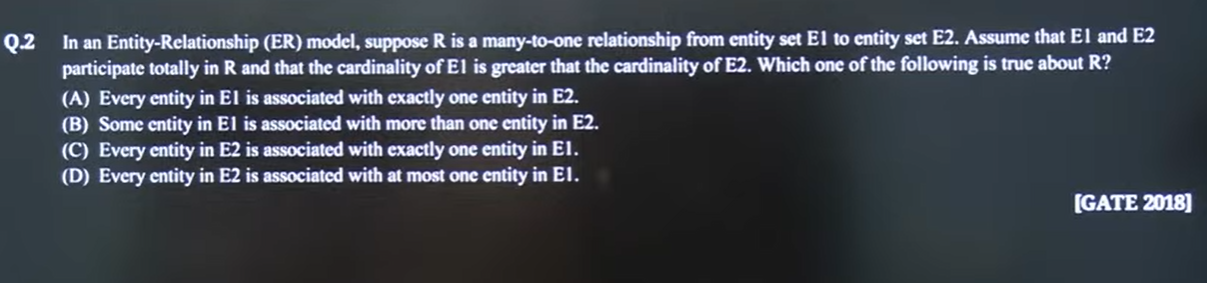 Q.2 In an Entity-Relationship (ER) model, suppose R is a many-to-one relationship from entity set E1 to entity set E2. Assume that E1 and E2
participate totally in R and that the cardinality of E1 is greater that the cardinality of E2. Which one of the following is true about R?
(A) Every entity in E1 is associated with exactly one entity in E2.
(B) Some entity in E1 is associated with more than one entity in E2.
(C) Every entity in E2 is associated with exactly one entity in E1.
(D) Every entity in E2 is associated with at most one entity in E1.
[GATE 2018]